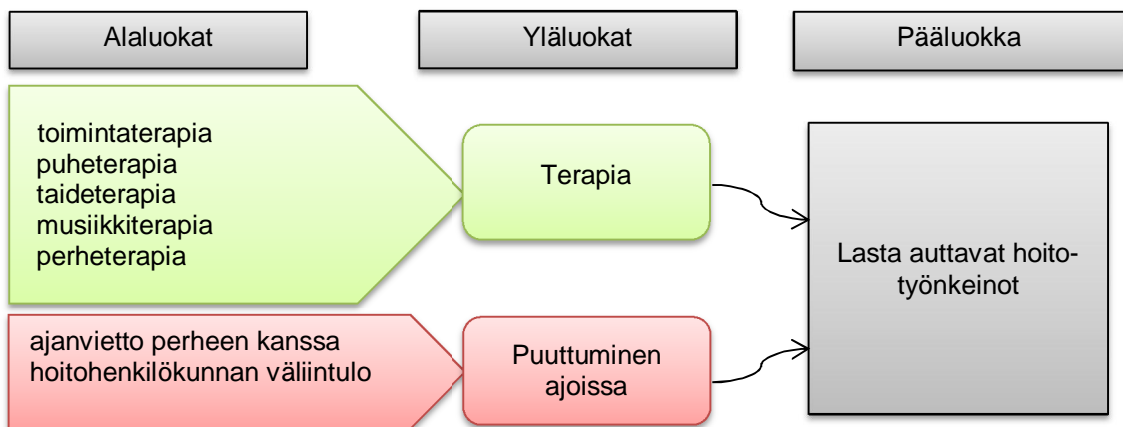 Alaluokat
Yläluokat
Pääluokka
toimintaterapia
puheterapia
taideterapia
musiikkiterapia
perheterapia
Terapia
ajanvietto perheen kanssa
hoitohenkilökunnan väliintulo
Puuttuminen
ajoissa
Lasta auttavat hoito-
työnkeinot